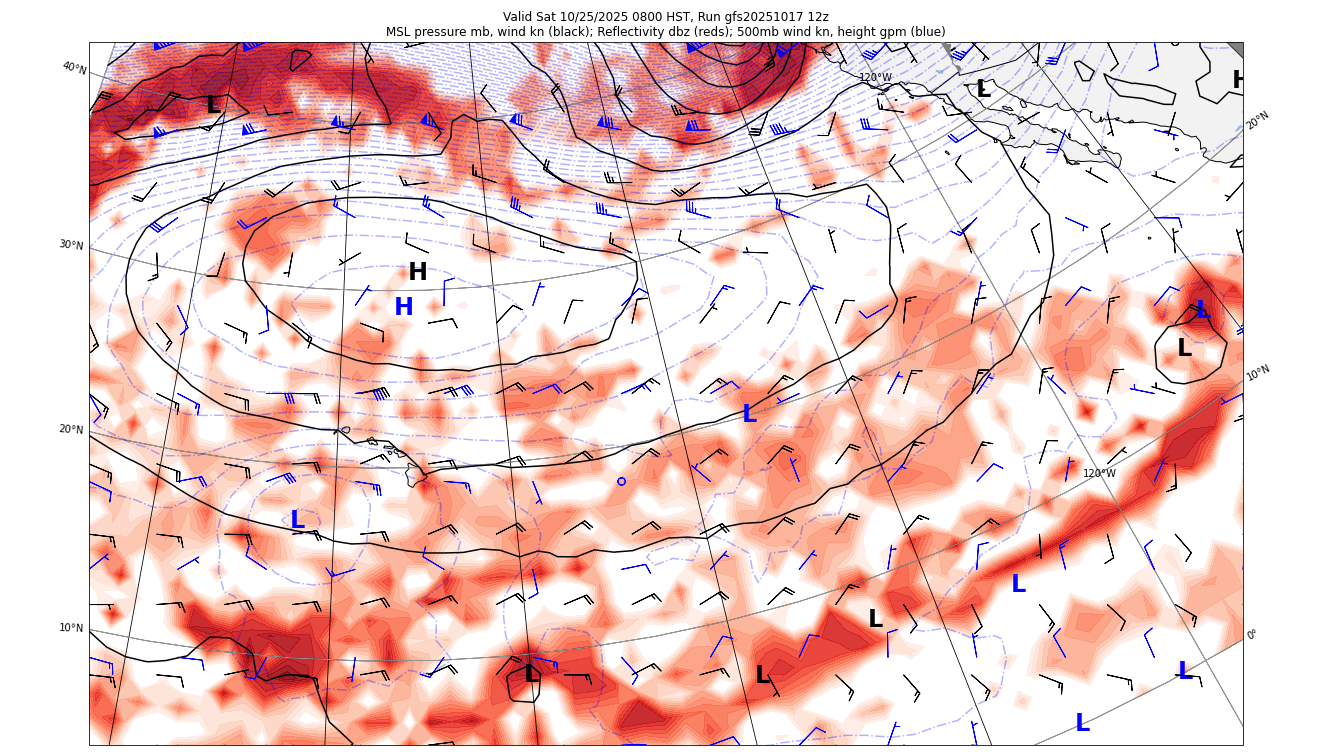 Valid Sat 10/25/2025 0800 HST, Run gfs20251017 12z
MSL pressure mb, wind kn (black); Reflectivity dbz (reds); 500mb wind kn, height gpm (blue)
40°N
120°W
L
H
L
20°N
30°N
H
H
L
L
10°N
L
20°N
120°W
L
L
10°N
L
0°
L
L
L
L